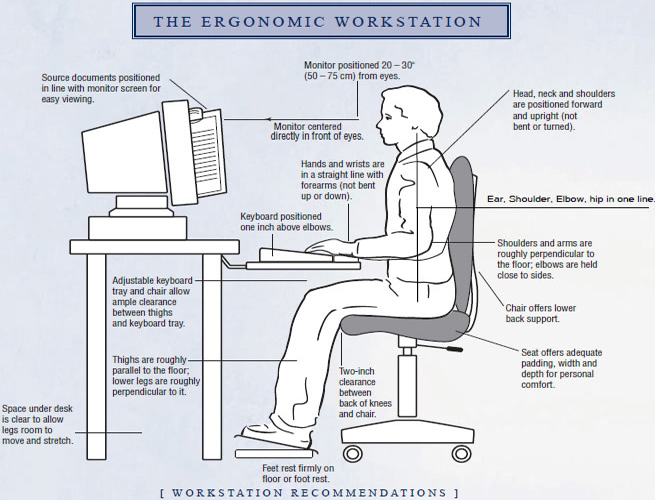 THE ERGONOMIC WORKSTATION
Monitor positioned 20 – 30"
(50 – 75 cm) from eyes.
Source documents positioned
in line with monitor screen for
easy viewing.
Head, neck and shoulders
are positioned forward
and upright (not
bent or turned).
Monitor centered
directly in front of eyes.
Hands and wrists are
in a straight line with
forearms (not bent
up or down).
Ear, Shoulder, Elbow, hip in one line.
Keyboard positioned
one inch above elbows.
Shoulders and arms are
roughly perpendicular to
the floor; elbows are held
close to sides.
Adjustable keyboard
tray and chair allow
ample clearance
between thighs
and keyboard tray.
Chair offers lower
back support.
Thighs are roughly
parallel to the floor;
lower legs are roughly
perpendicular to it.
Two-inch
clearance
between
back of knees
and chair.
Seat offers adequate
padding, width and
depth for personal
comfort.
Space under desk
is clear to allow
legs room to
move and stretch.
Feet rest firmly on
floor or foot rest.
[ WORKSTATION RECOMMENDATIONS ]